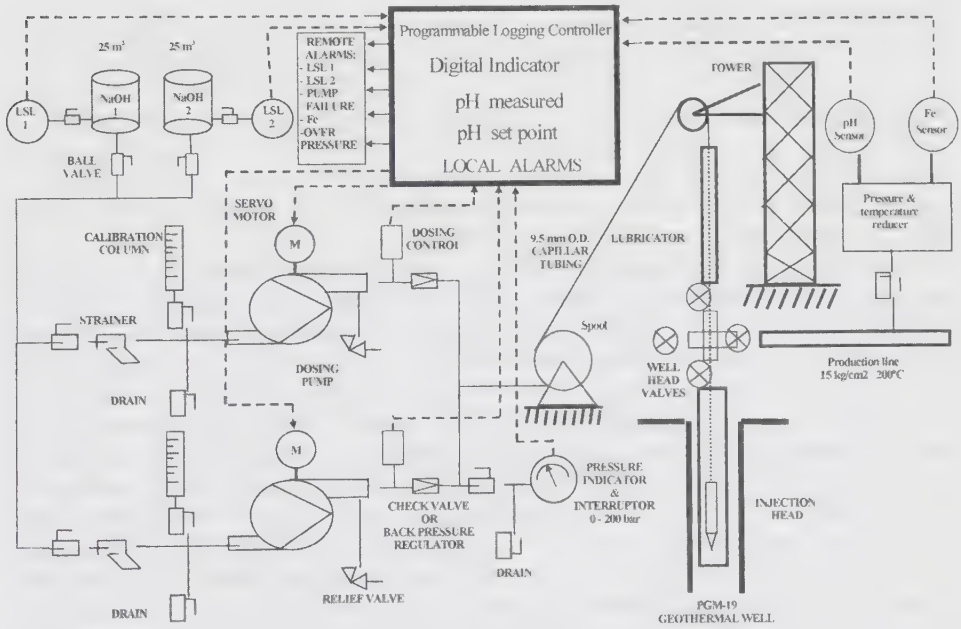 Programmable Logging Controller
Digital Indicator
pH measured
pH set point
LOCAL ALARMS
REMOTE
ALARMS:
- LSL 1
- LSL 2
- PUMP
FAILURE
- Fe
-OVER
PRESSURE
25 m³
25 m³
LSL
1
NaOH
1
NaOH
2
LSL
2
BALL
VALVE
TOWER
pH
Sensor
Fe
Sensor
Pressure &
temperature
reducer
SERVO
MOTOR
M
DOSING
CONTROL
CALIBRATION
COLUMN
9.5 mm O.D.
CAPILLAR
TUBING
LUBRICATOR
STRAINER
DOSING
PUMP
Spool
WELL
HEAD
VALVES
Production line
15 kg/cm2 200°C
DRAIN
M
CHECK VALVE
OR
BACK PRESSURE
REGULATOR
PRESSURE
INDICATOR
&
INTERRUPTOR
0 - 200 bar
INJECTION
HEAD
DRAIN
RELIEF VALVE
DRAIN
PGM-19
GEOTHERMAL WELL